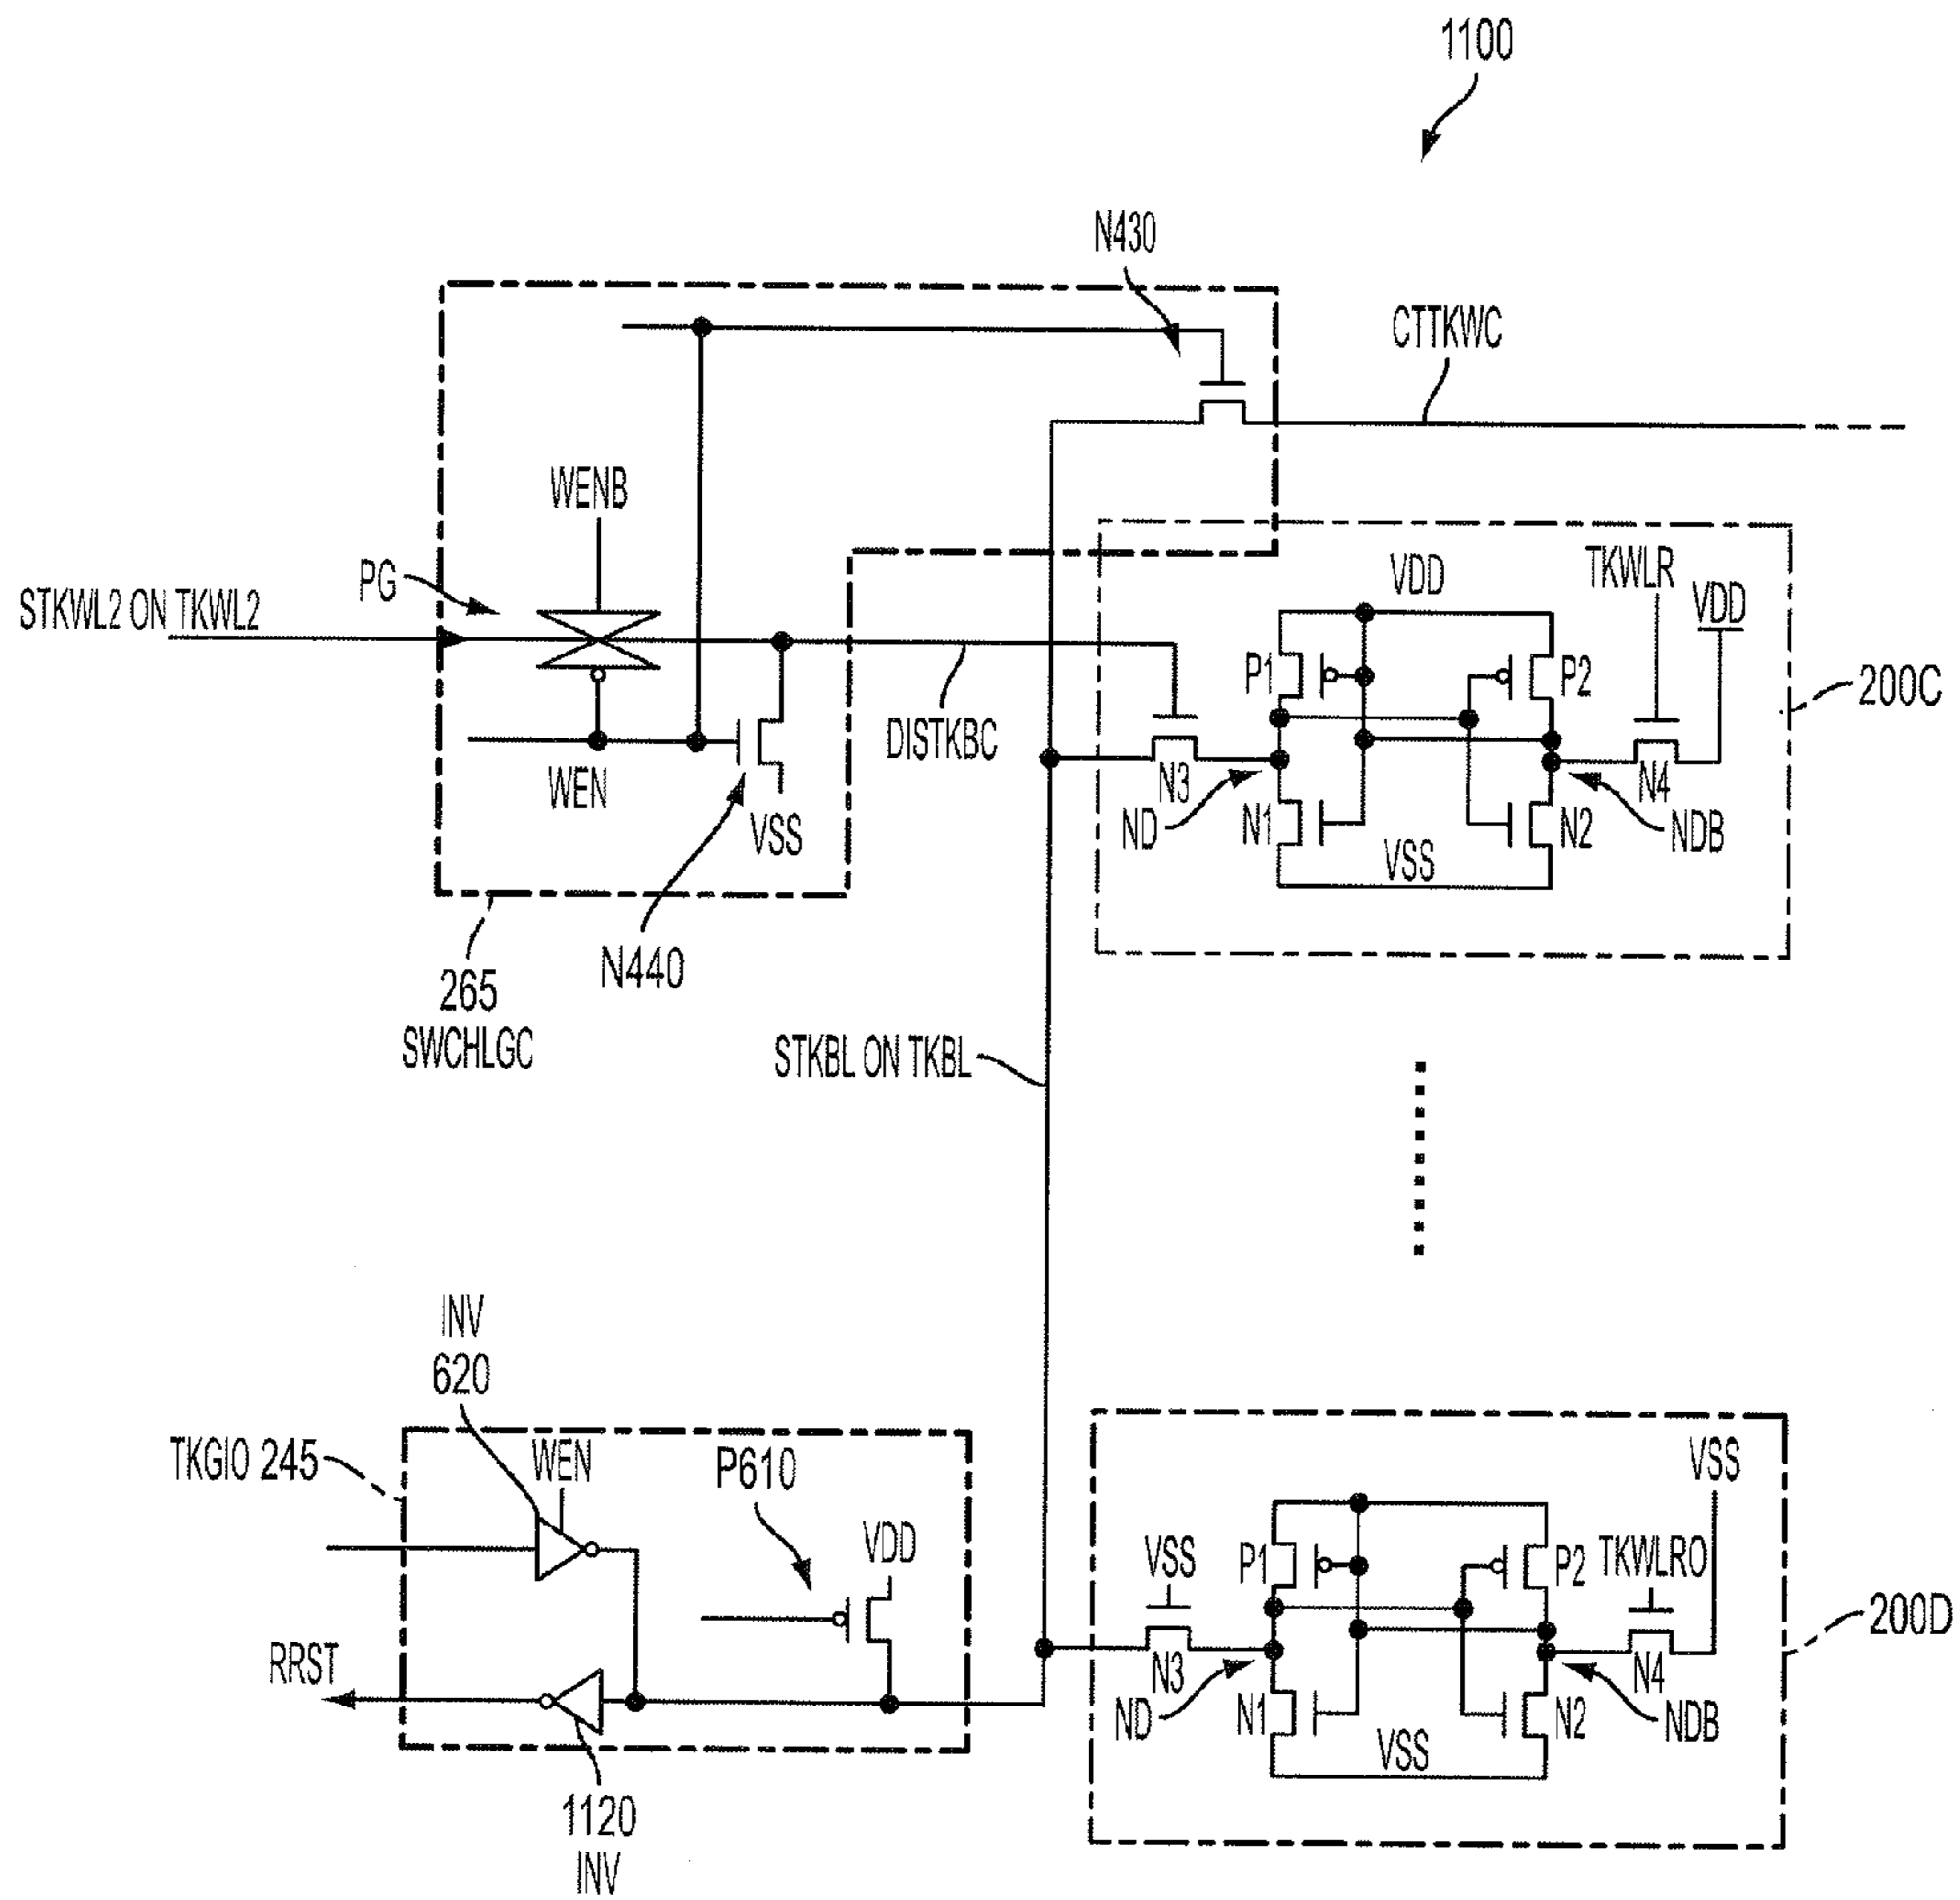 1100
N430
CTTKWC
WENB
PG
STKWL2 ON TKWL2
VDD
TKWLR
VDD
P1
P2
200C
DISTKBC
WEN
N3
N4
ND
N1
N2
NDB
VSS
VSS
N440
265
SWCHLGC
STKBL ON TKBL
INV
620
TKGIO 245
WEN
P610
VDD
VSS
VSS
P1
P2
TKWLRO
200D
RRST
N3
N4
ND
N1
N2
NDB
VSS
1120
INV